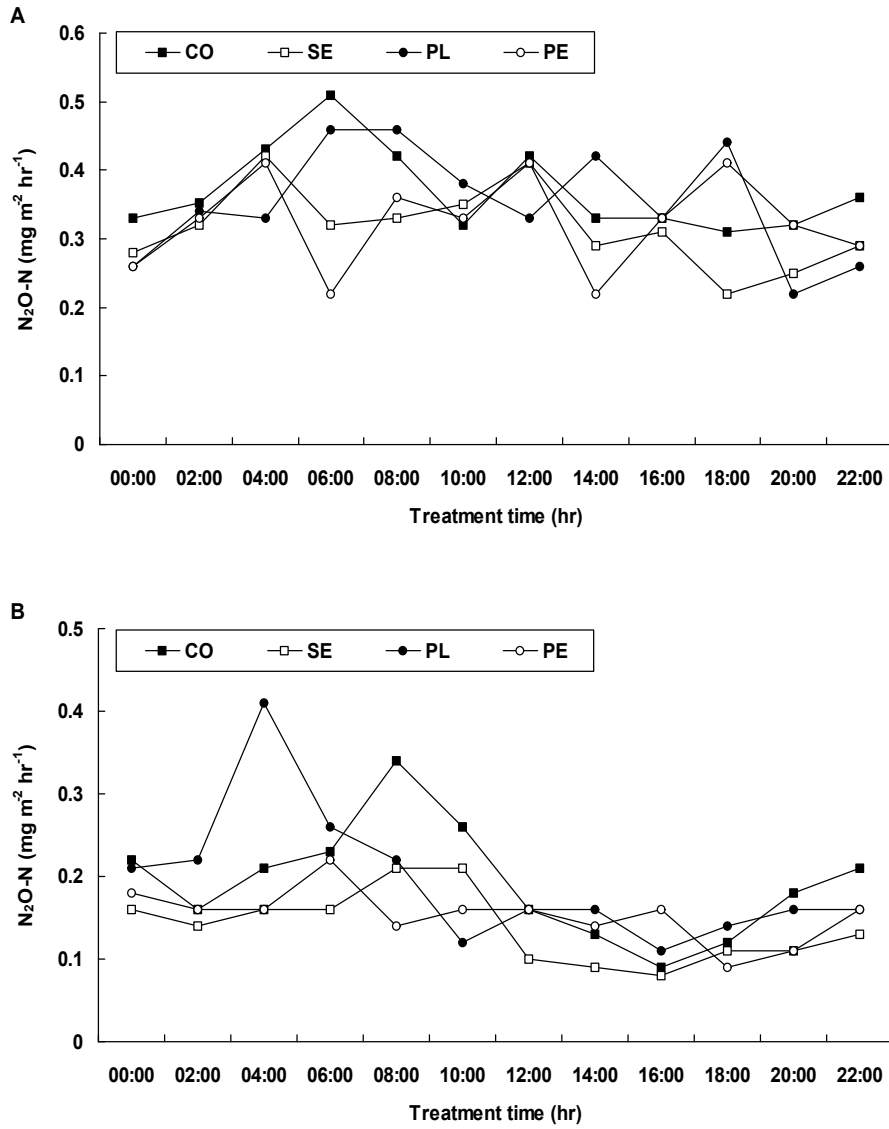 A
0.6
CO SE PL PE
0.5
0.4
0.3
0.2
0.1
0
N₂O-N (mg m⁻² hr⁻¹)
00:00 02:00 04:00 06:00 08:00 10:00 12:00 14:00 16:00 18:00 20:00 22:00
Treatment time (hr)
B
0.5
CO SE PL PE
0.4
0.3
0.2
0.1
0
N₂O-N (mg m⁻² hr⁻¹)
00:00 02:00 04:00 06:00 08:00 10:00 12:00 14:00 16:00 18:00 20:00 22:00
Treatment time (hr)